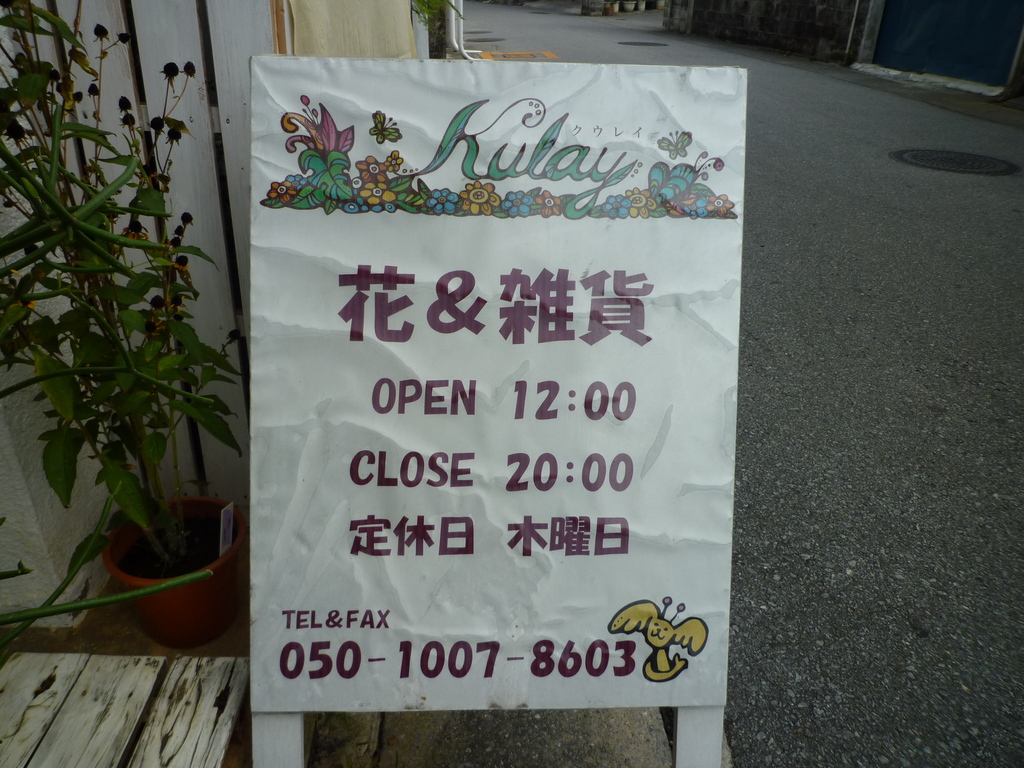 Kulay クウレイ
花&雑貨
OPEN 12:00
CLOSE 20:00
定休日 木曜日
TEL&FAX
050-1007-8603